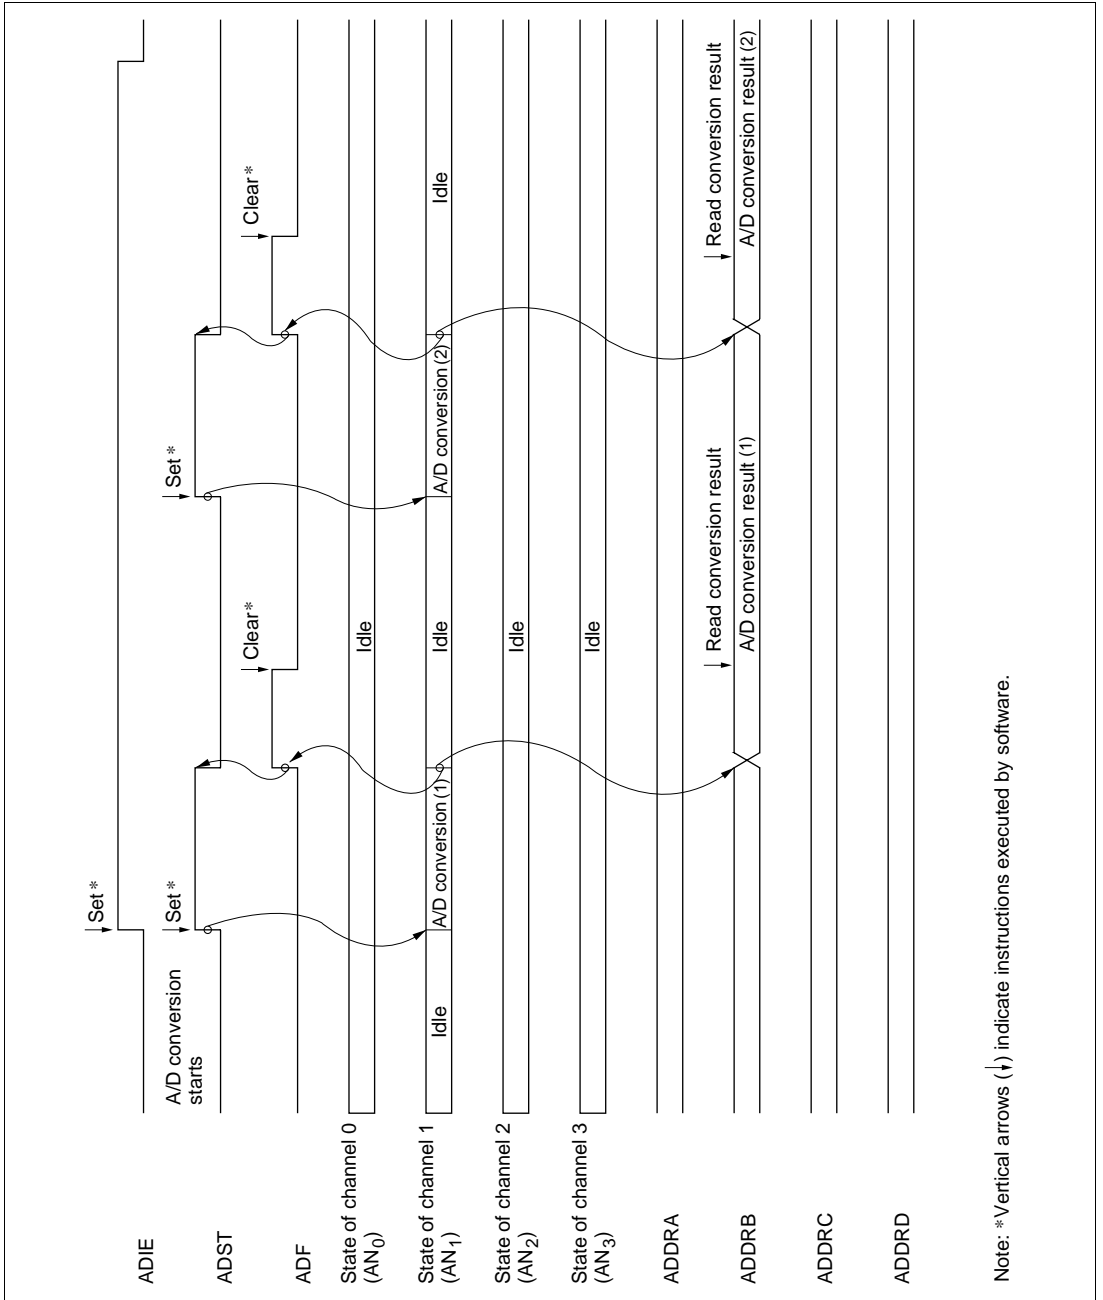 ADIE
Set *
ADST
A/D conversion
starts
Set *
Set *
ADF
Clear *
Clear *
State of channel 0
(AN0)
Idle
State of channel 1
(AN1)
Idle
A/D conversion (1)
Idle
A/D conversion (2)
Idle
State of channel 2
(AN2)
Idle
State of channel 3
(AN3)
Idle
ADDRA
ADDRB
Read conversion result
A/D conversion result (1)
Read conversion result
A/D conversion result (2)
ADDRC
ADDRD
Note: * Vertical arrows (↓) indicate instructions executed by software.